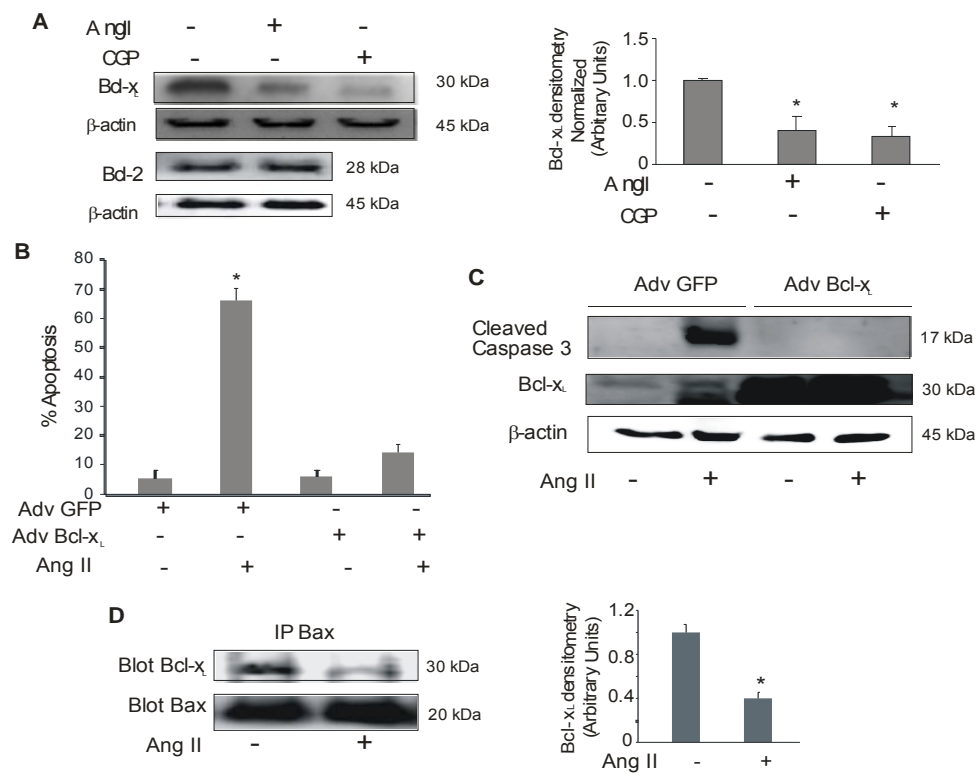 A
AngII - + -
CGP - - +
Bcl-xL 30 kDa
β-actin 45 kDa
Bcl-2 28 kDa
β-actin 45 kDa
Bcl-xL densitometry
Normalized
(Arbitrary Units)
1.5
1.0
0.5
0
* *
AngII - + -
CGP - - +
B
% Apoptosis
80
70
60
50
40
30
20
10
0
*
Adv GFP + + - -
Adv Bcl-xL - - + +
Ang II - + - +
C
Adv GFP Adv Bcl-xL
Cleaved
Caspase 3 17 kDa
Bcl-xL 30 kDa
β-actin 45 kDa
Ang II - + - +
D
IP Bax
Blot Bcl-xL 30 kDa
Blot Bax 20 kDa
Ang II - +
Bcl-xL densitometry
(Arbitrary Units)
1.2
0.8
0.4
0
*
Ang II - +